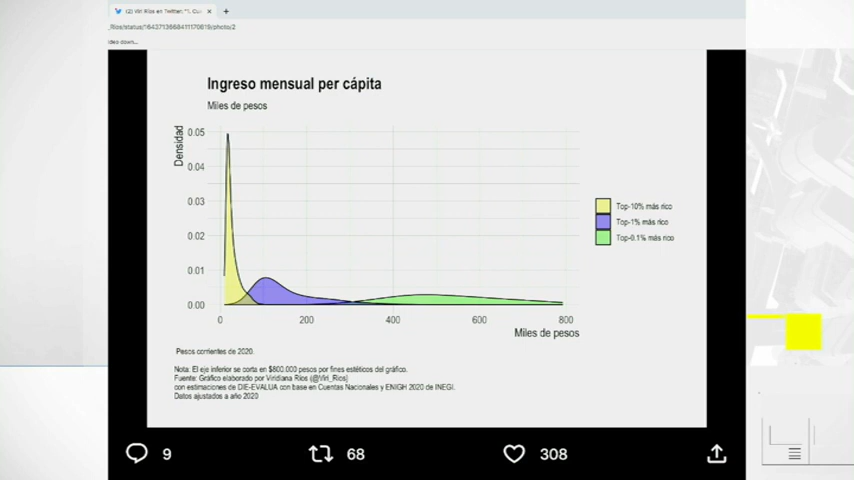 (2) Viri Ríos en Twitter: "1. Cu
_Rios/status/1643713668411170819/photo/2
Ingreso mensual per cápita
Miles de pesos
Densidad
0.05
0.04
0.03
0.02
0.01
0.00
0
200
400
600
800
Miles de pesos
Top-10% más rico
Top-1% más rico
Top-0.1% más rico
Pesos corrientes de 2020.
Nota: El eje inferior se corta en $800.000 pesos por fines estéticos del gráfico.
Fuente: Gráfico elaborado por Viridiana Ríos (@Viri_Rios)
con estimaciones de DIE-EVALÚA con base en Cuentas Nacionales y ENIGH 2020 de INEGI.
Datos ajustados a año 2020
9
68
308